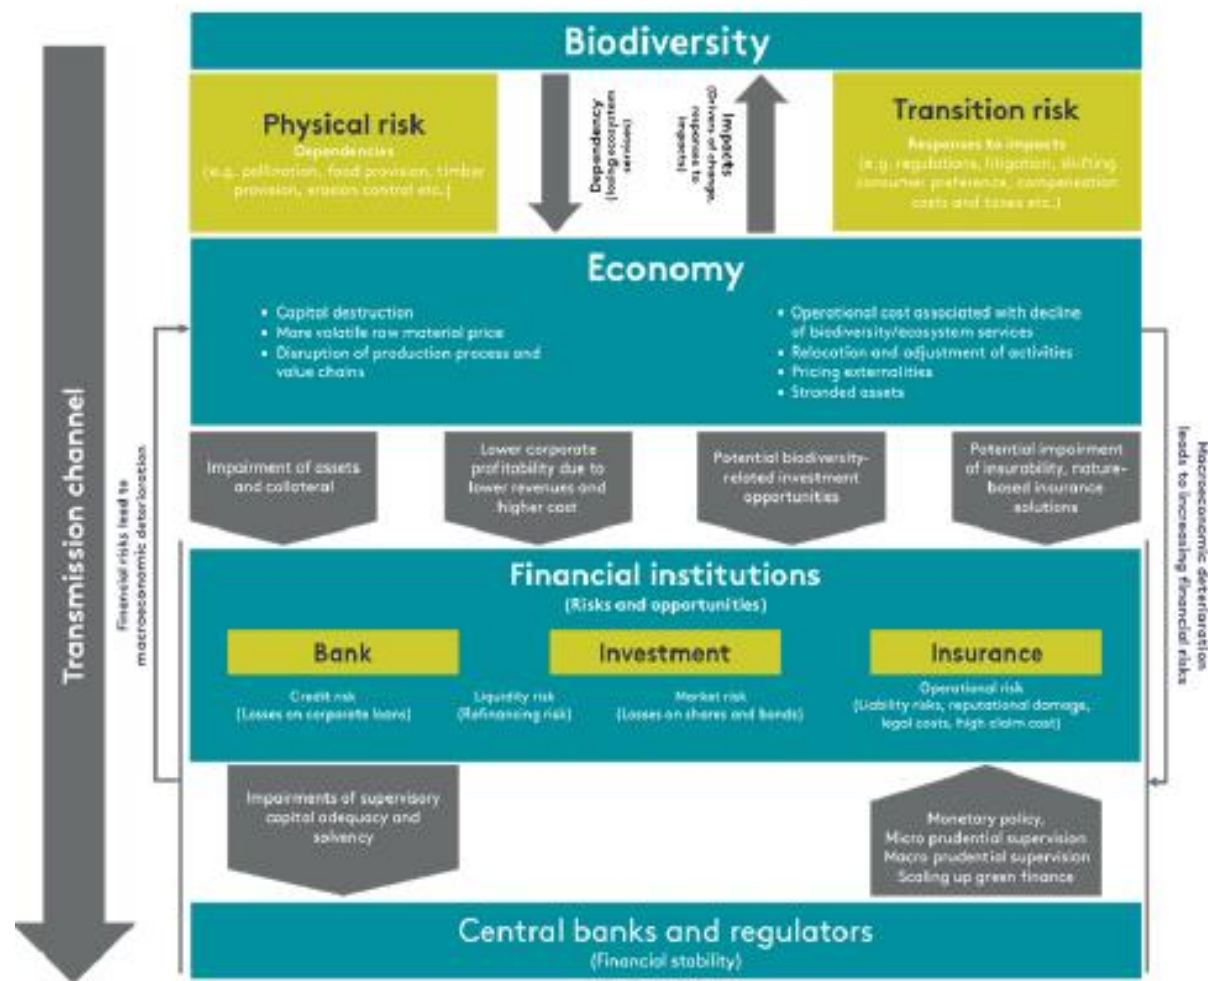 Biodiversity
Physical risk
Dependencies
(e.g. pollination, food provision, timber
provision, erosion control etc.)
Dependency
(losing ecosystem
services)
Impacts
(Drivers of change,
responses to
impacts)
Transition risk
Responses to impacts
(e.g. regulations, litigation, shifting
consumer preference, compensation
costs and taxes etc.)
Economy
• Capital destruction
• More volatile raw material price
• Disruption of production process and
value chains
• Operational cost associated with decline
of biodiversity/ecosystem services
• Relocation and adjustment of activities
• Pricing externalities
• Stranded assets
Transmission channel
Financial risks lead to
macroeconomic deterioration
Macroeconomic deterioration
leads to increasing financial risks
Impairment of assets
and collateral
Lower corporate
profitability due to
lower revenues and
higher cost
Potential biodiversity-
related investment
opportunities
Potential impairment
of insurability, nature-
based insurance
solutions
Financial institutions
(Risks and opportunities)
Bank
Investment
Insurance
Credit risk
(Losses on corporate loans)
Liquidity risk
(Refinancing risk)
Market risk
(Losses on shares and bonds)
Operational risk
(Liability risks, reputational damage,
legal costs, high claim cost)
Impairments of supervisory
capital adequacy and
solvency
Monetary policy,
Micro prudential supervision
Macro prudential supervision
Scaling up green finance
Central banks and regulators
(Financial stability)